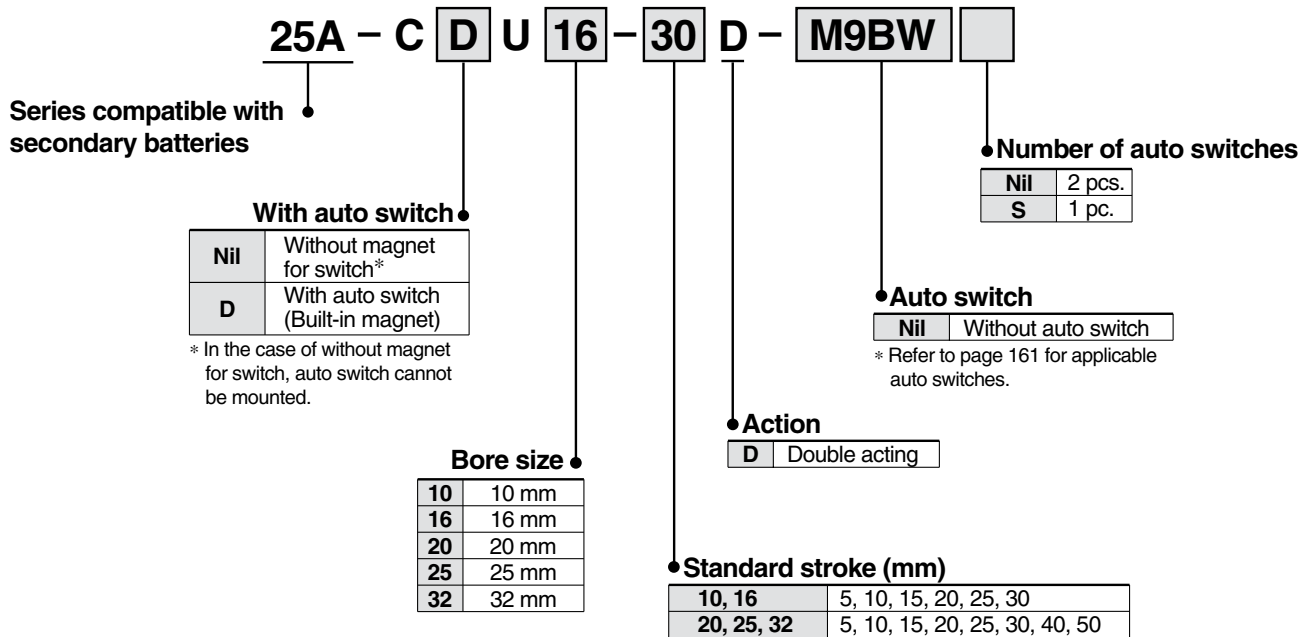 25A – C D U 16 – 30 D – M9BW
Series compatible with
secondary batteries
Number of auto switches
Nil 2 pcs.
S 1 pc.
With auto switch
Nil Without magnet
for switch*
D With auto switch
(Built-in magnet)
* In the case of without magnet
for switch, auto switch cannot
be mounted.
Auto switch
Nil Without auto switch
* Refer to page 161 for applicable
auto switches.
Action
D Double acting
Bore size
10 10 mm
16 16 mm
20 20 mm
25 25 mm
32 32 mm
Standard stroke (mm)
10, 16 5, 10, 15, 20, 25, 30
20, 25, 32 5, 10, 15, 20, 25, 30, 40, 50